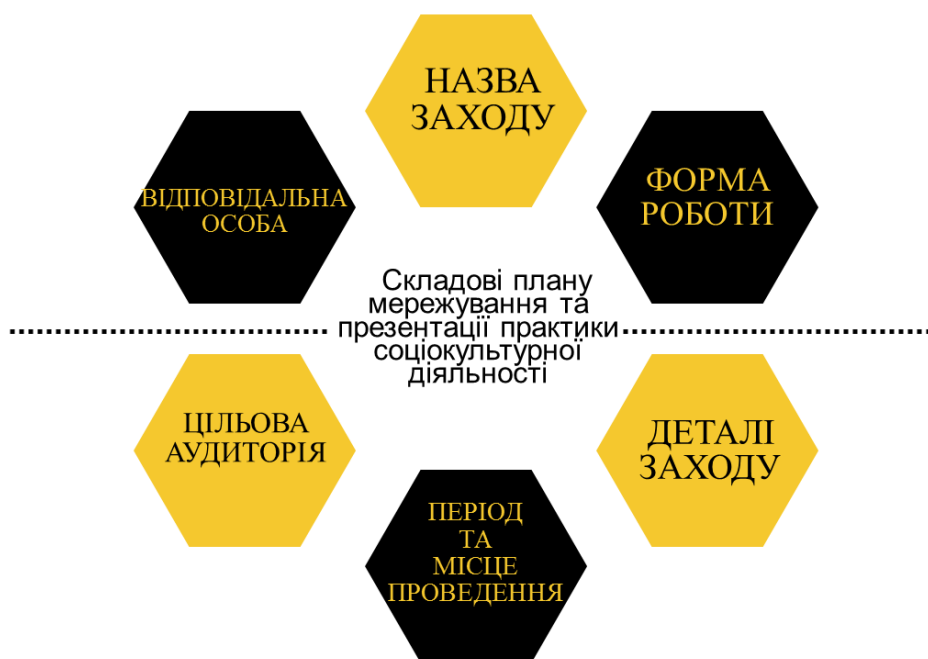 НАЗВА
ЗАХОДУ
ВІДПОВІДАЛЬНА
ОСОБА
ФОРМА
РОБОТИ
Складові плану
мережування та
презентації практики
соціокультурної
діяльності
ЦІЛЬОВА
АУДИТОРІЯ
ДЕТАЛІ
ЗАХОДУ
ПЕРІОД
ТА
МІСЦЕ
ПРОВЕДЕННЯ